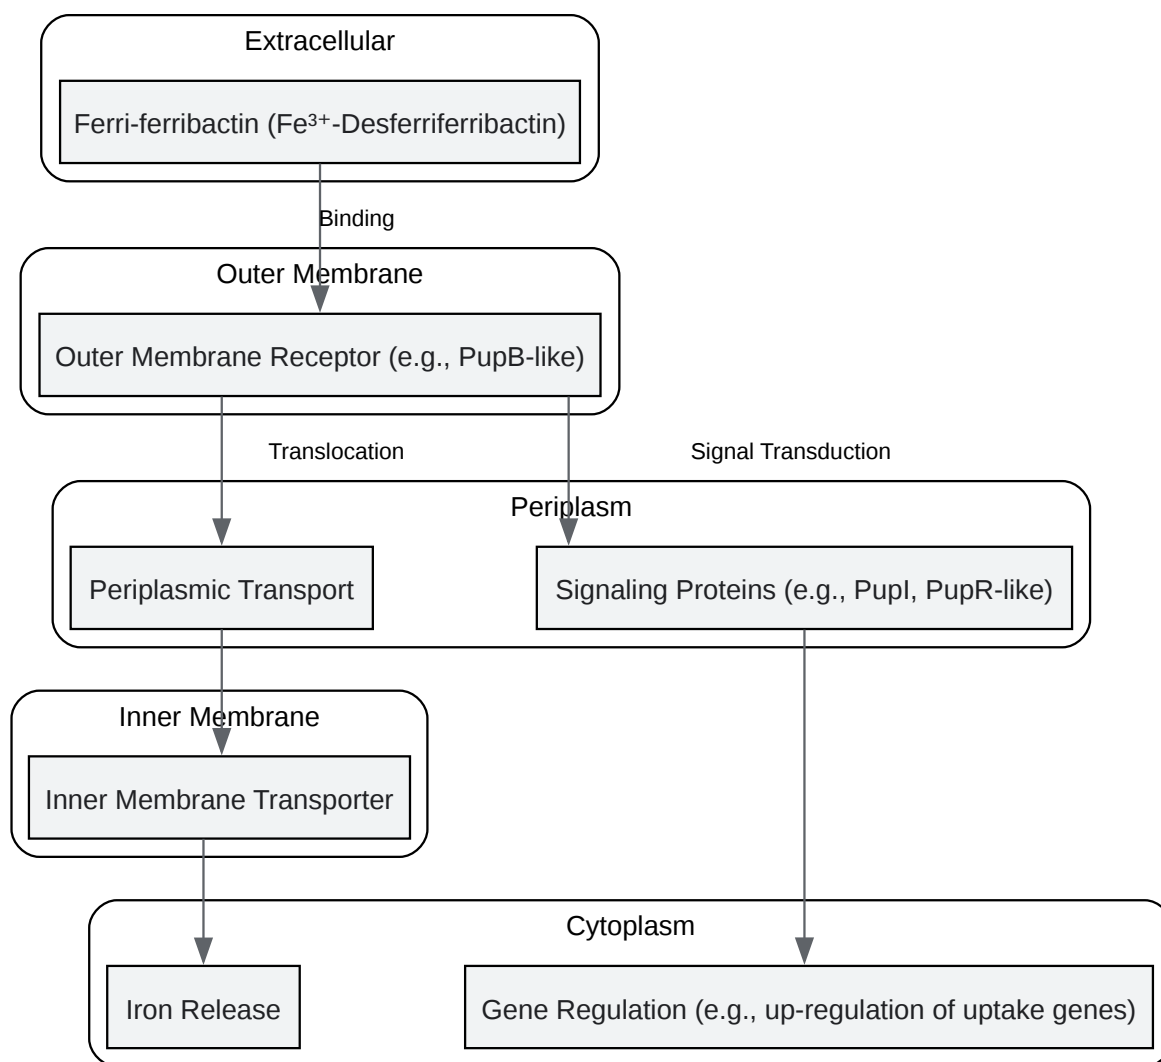 Extracellular
Ferri-ferribactin (Fe³⁺-Desferriferribactin)
Binding
Outer Membrane
Outer Membrane Receptor (e.g., PupB-like)
Translocation
Signal Transduction
Periplasm
Periplasmic Transport
Signaling Proteins (e.g., PupI, PupR-like)
Inner Membrane
Inner Membrane Transporter
Cytoplasm
Iron Release
Gene Regulation (e.g., up-regulation of uptake genes)